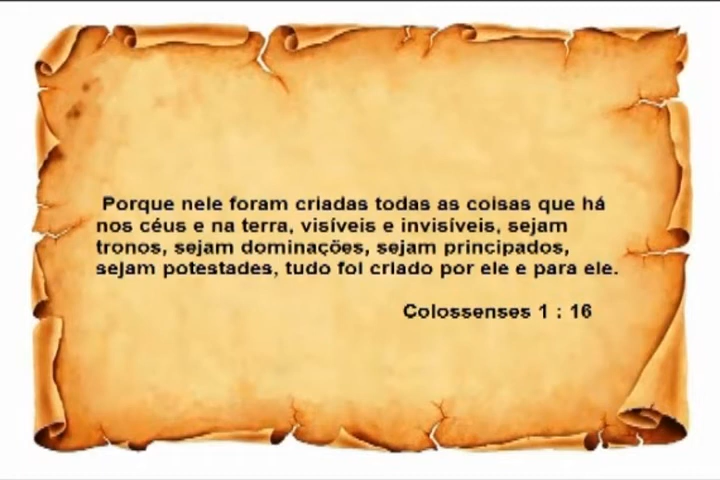 Porque nele foram criadas todas as coisas que há
nos céus e na terra, visíveis e invisíveis, sejam
tronos, sejam dominações, sejam principados,
sejam potestades, tudo foi criado por ele e para ele.
Colossenses 1 : 16